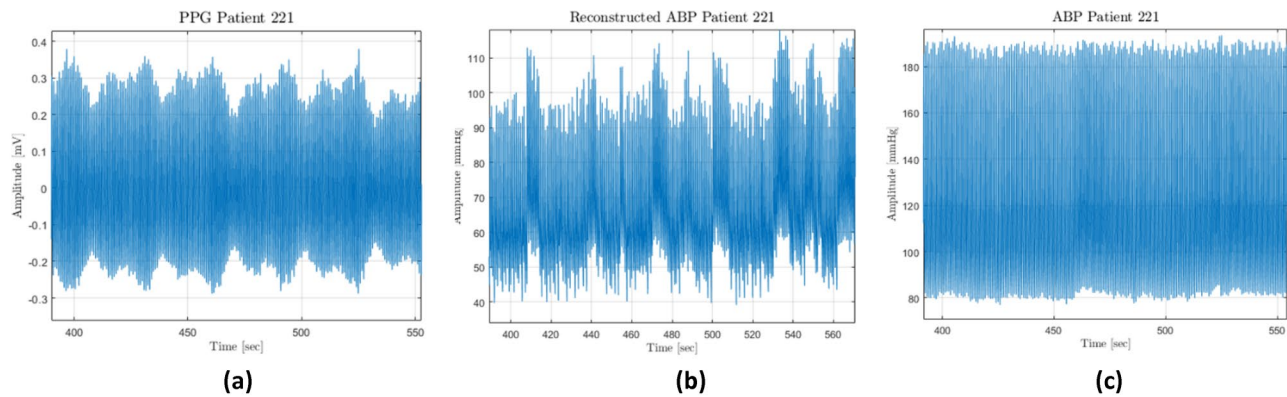 PPG Patient 221
Amplitude [mV]
0.4
0.3
0.2
0.1
0
-0.1
-0.2
-0.3
400 450 500 550
Time [sec]
(a)
Reconstructed ABP Patient 221
Amplitude [mmHg]
110
100
90
80
70
60
50
40
400 420 440 460 480 500 520 540 560
Time [sec]
(b)
ABP Patient 221
Amplitude [mmHg]
180
160
140
120
100
80
400 450 500 550
Time [sec]
(c)